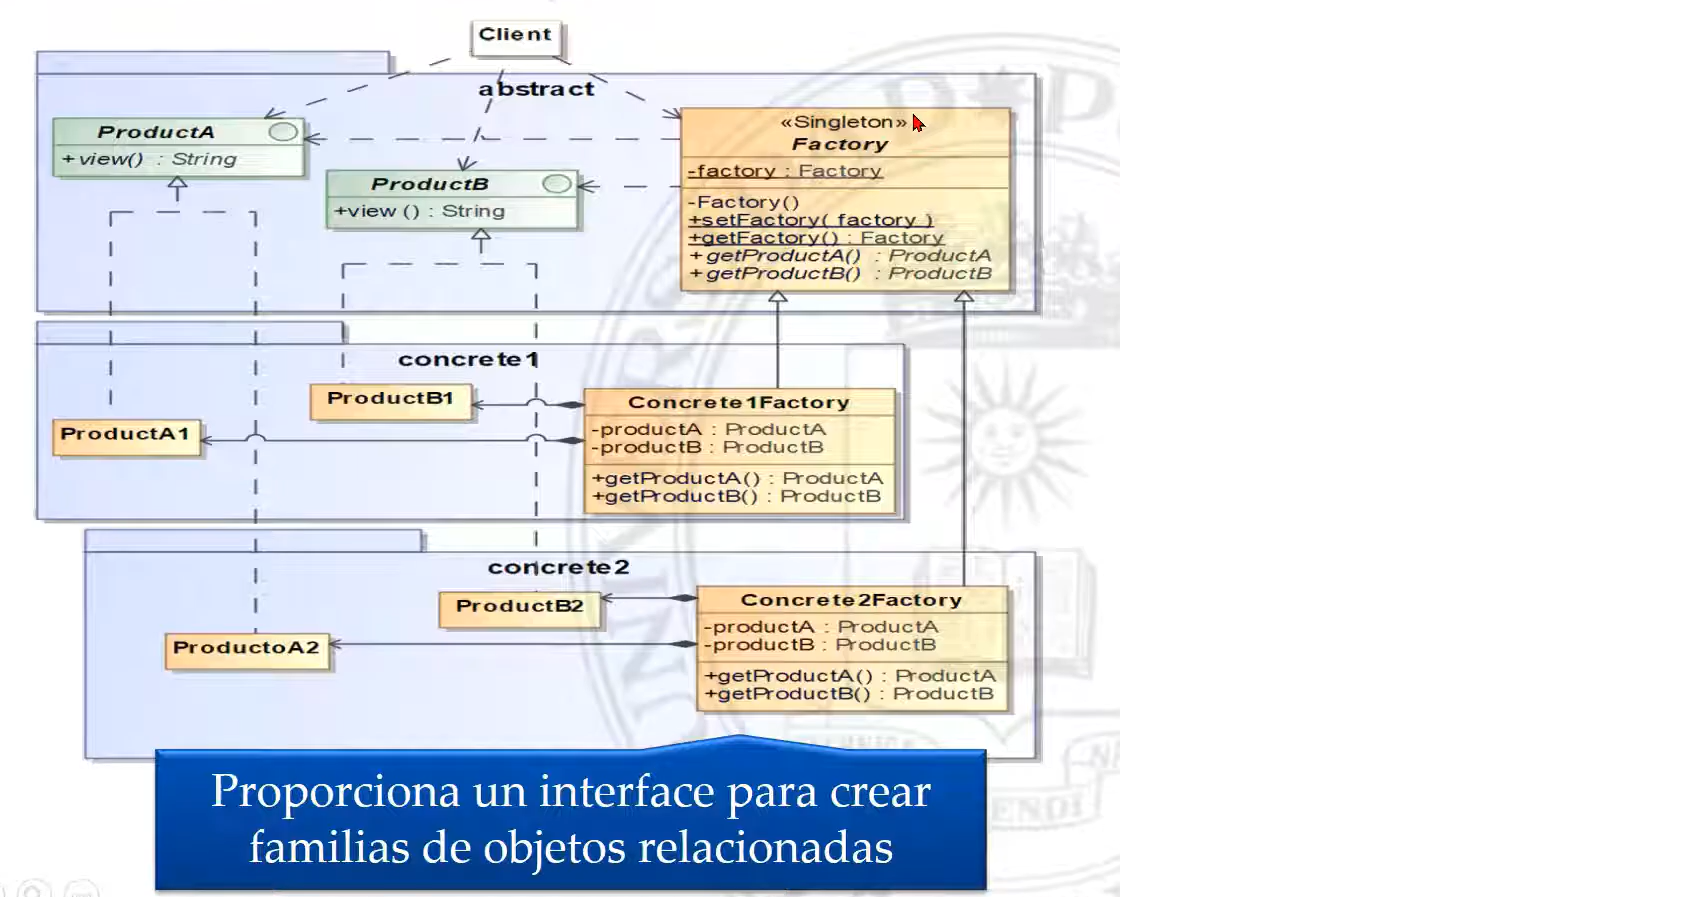 Client
abstract
ProductA
+view() : String
ProductB
+view () : String
«Singleton»
Factory
-factory : Factory
-Factory()
+setFactory( factory )
+getFactory() : Factory
+getProductA() : ProductA
+getProductB() : ProductB
concrete1
ProductB1
ProductA1
Concrete1Factory
-productA : ProductA
-productB : ProductB
+getProductA() : ProductA
+getProductB() : ProductB
concrete2
ProductB2
ProductoA2
Concrete2Factory
-productA : ProductA
-productB : ProductB
+getProductA() : ProductA
+getProductB() : ProductB
Proporciona un interface para crear
familias de objetos relacionadas